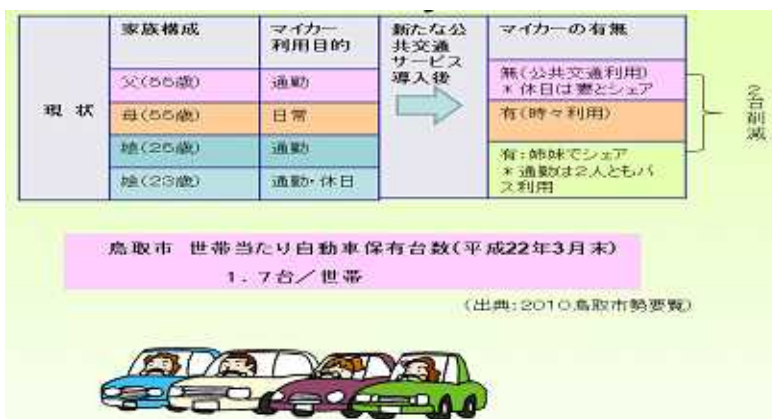 家族構成
マイカー
利用目的
新たな公
共交通
サービス
導入後
マイカーの有無
現 状
父(55歳)
通勤
無(公共交通利用)
*休日は妻とシェア
母(55歳)
日常
有(時々利用)
娘(25歳)
通勤
有:姉妹でシェア
*通勤は2人ともバ
ス利用
娘(23歳)
通勤・休日
2台削減
鳥取市 世帯当たり自動車保有台数(平成22年3月末)
1.7台/世帯
(出典:2010鳥取市勢要覧)